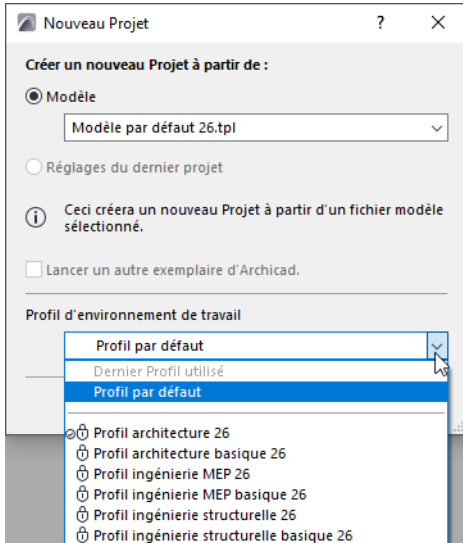 Nouveau Projet ? X
Créer un nouveau Projet à partir de :
Modèle
Modèle par défaut 26.tpl
Réglages du dernier projet
Ceci créera un nouveau Projet à partir d'un fichier modèle
sélectionné.
Lancer un autre exemplaire d'Archicad.
Profil d'environnement de travail
Profil par défaut
Dernier Profil utilisé
Profil par défaut
Profil architecture 26
Profil architecture basique 26
Profil ingénierie MEP 26
Profil ingénierie MEP basique 26
Profil ingénierie structurelle 26
Profil ingénierie structurelle basique 26